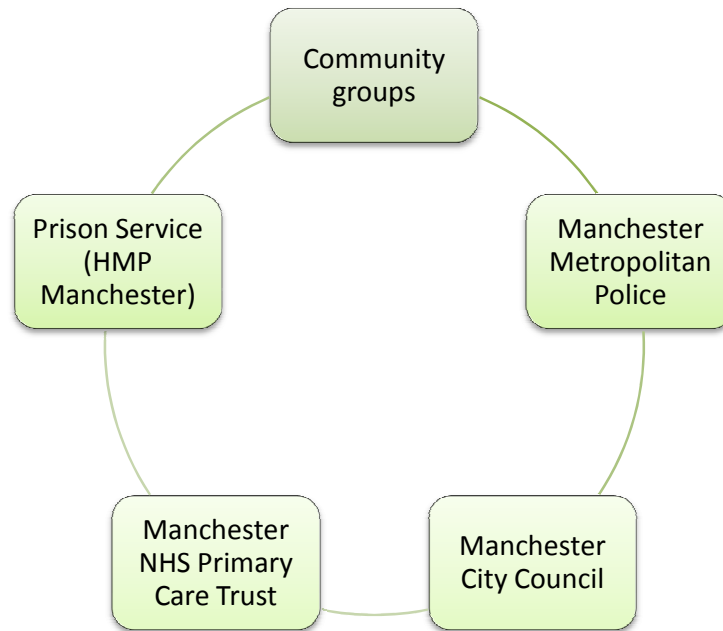 Community
groups
Prison Service
(HMP
Manchester)
Manchester
Metropolitan
Police
Manchester
NHS Primary
Care Trust
Manchester
City Council